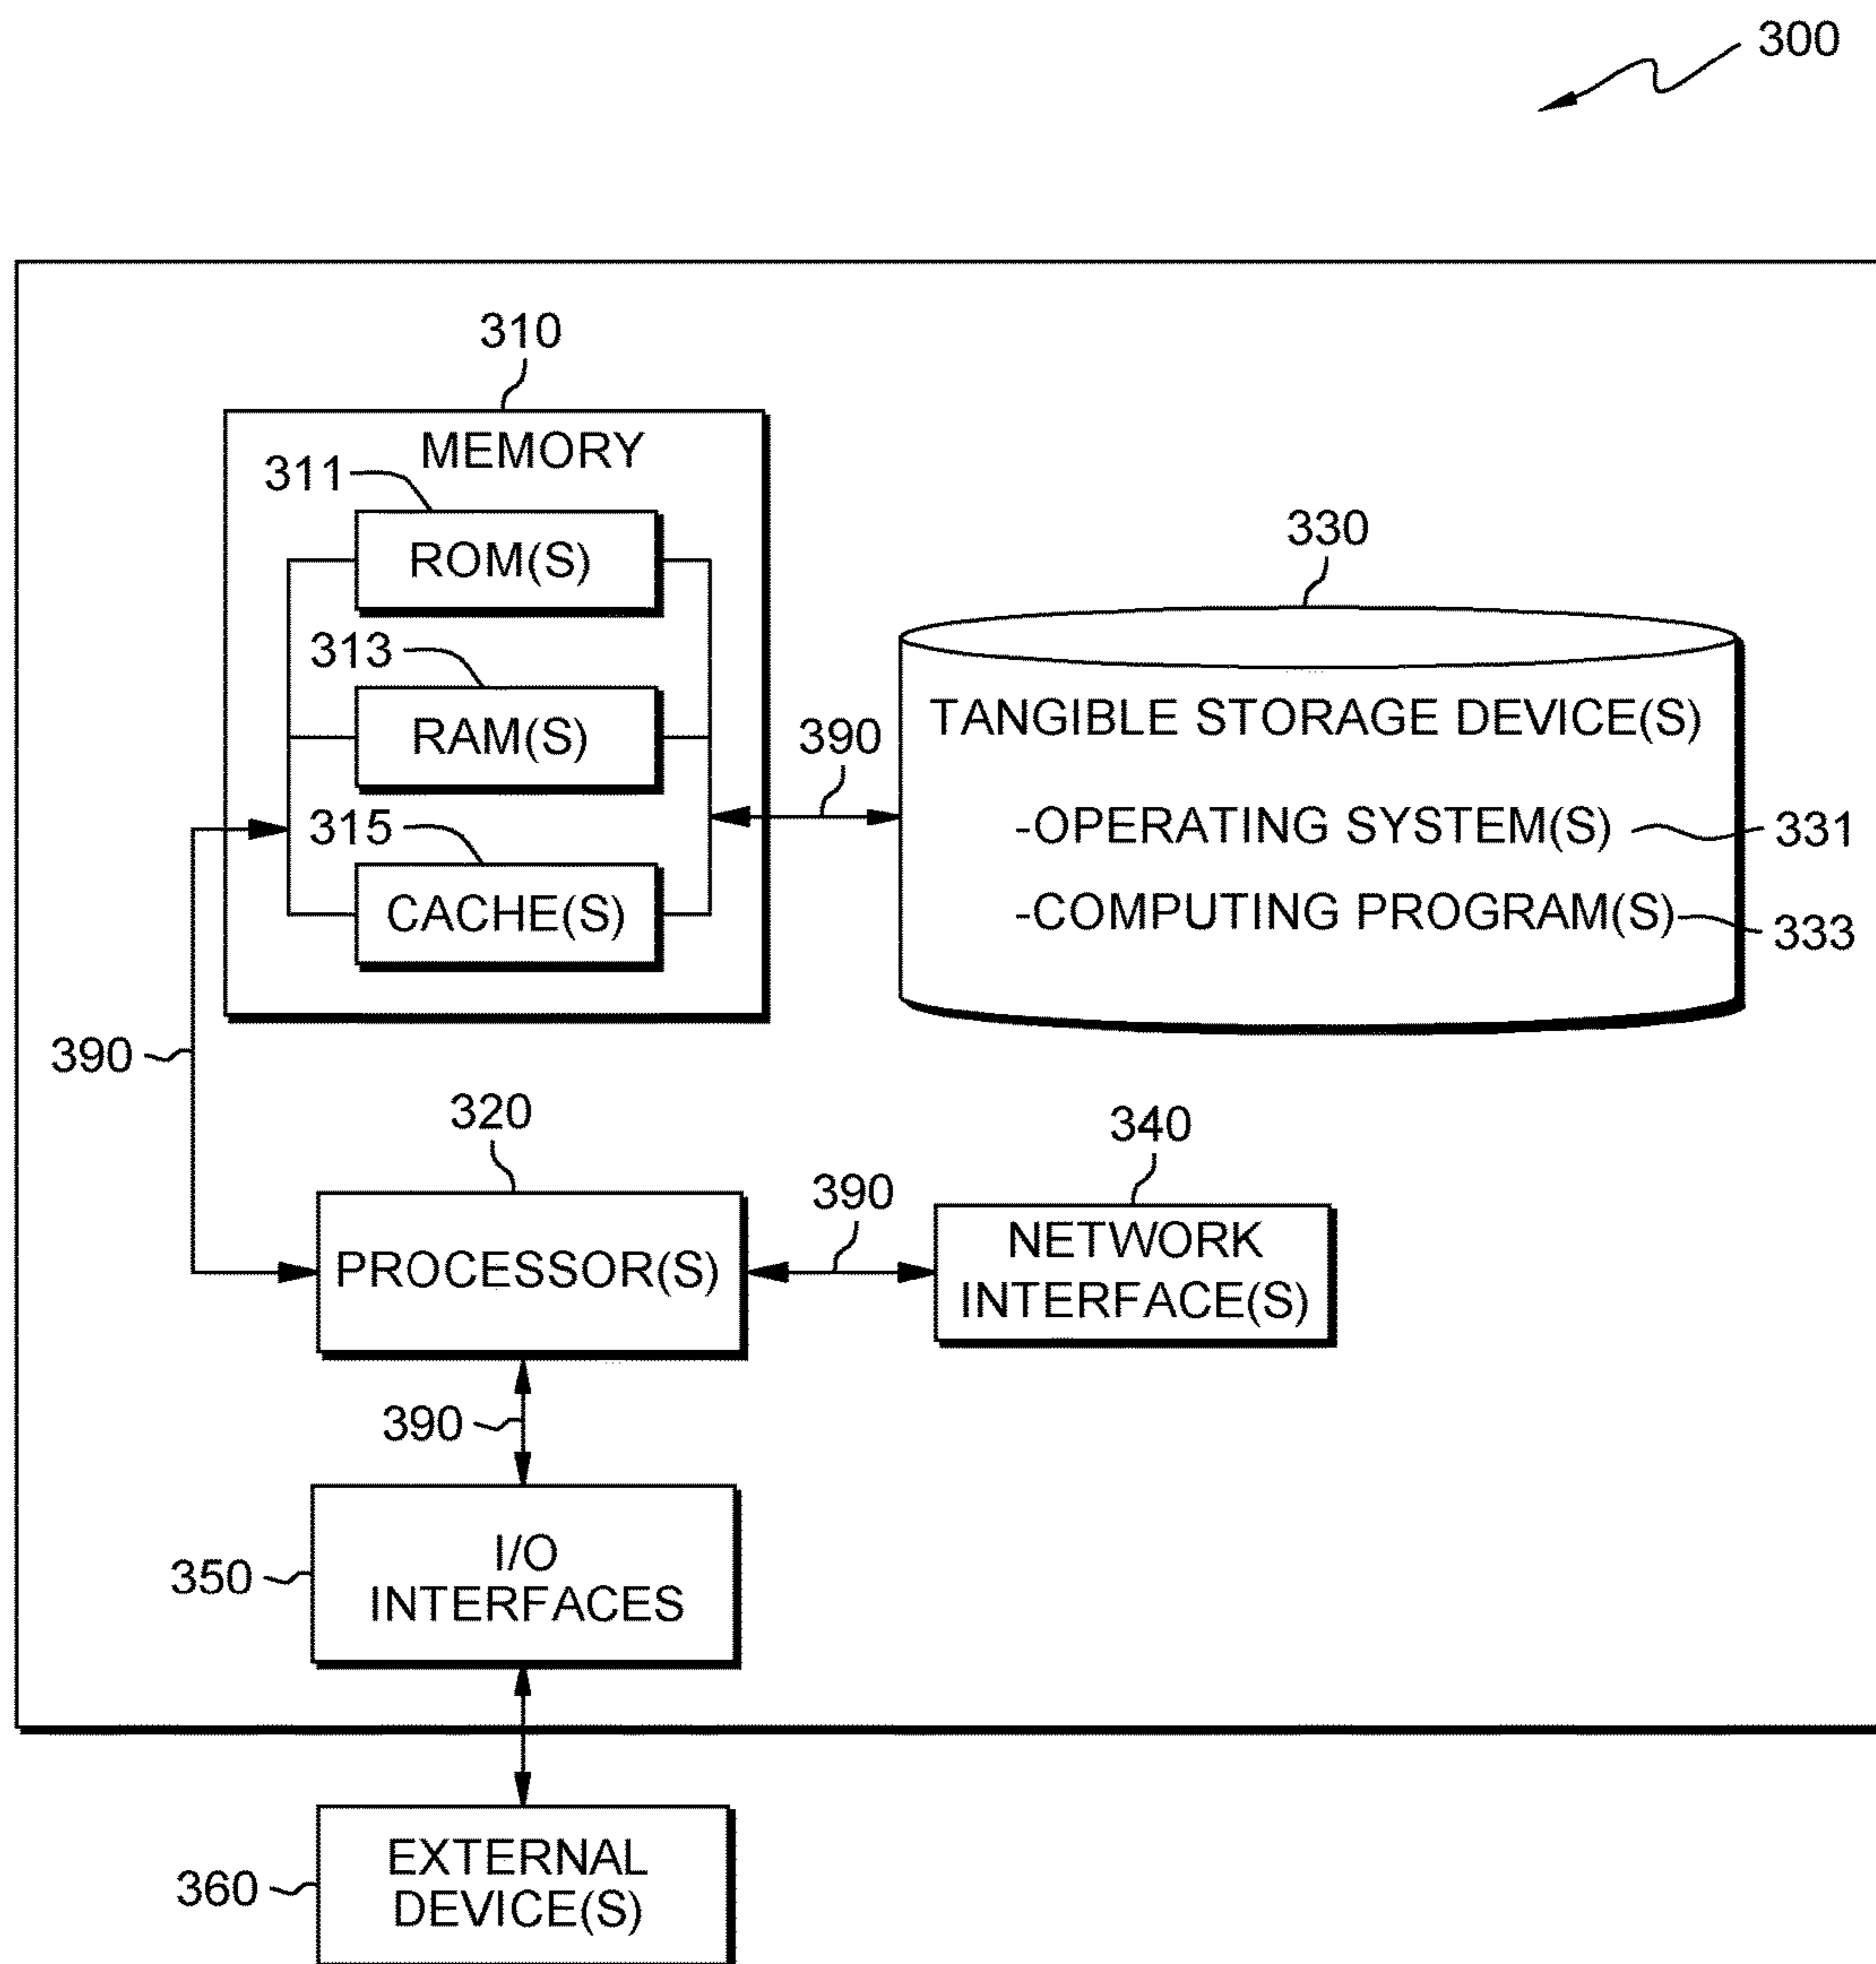 300
310
MEMORY
311
ROM(S)
313
RAM(S)
315
CACHE(S)
390
330
TANGIBLE STORAGE DEVICE(S)
-OPERATING SYSTEM(S)
331
-COMPUTING PROGRAM(S)
333
390
320
PROCESSOR(S)
390
340
NETWORK
INTERFACE(S)
390
350
I/O
INTERFACES
360
EXTERNAL
DEVICE(S)